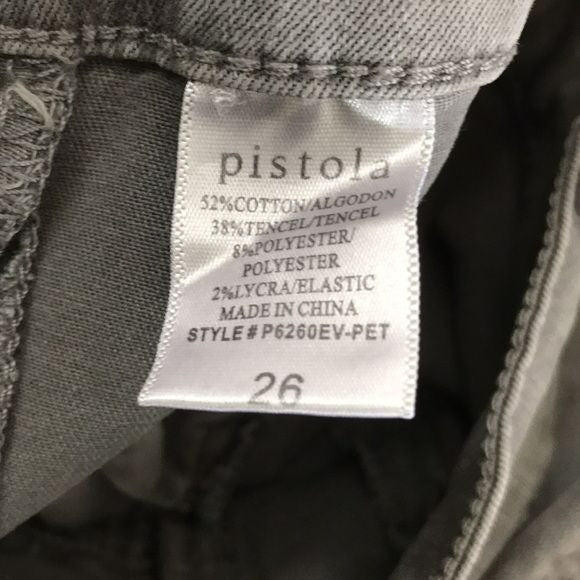 pistola
52%COTTON/ALGODON
38%TENCEL/TENCEL
8%POLYESTER/
POLYESTER
2%LYCRA/ELASTIC
MADE IN CHINA
STYLE#P6260EV-PET
26